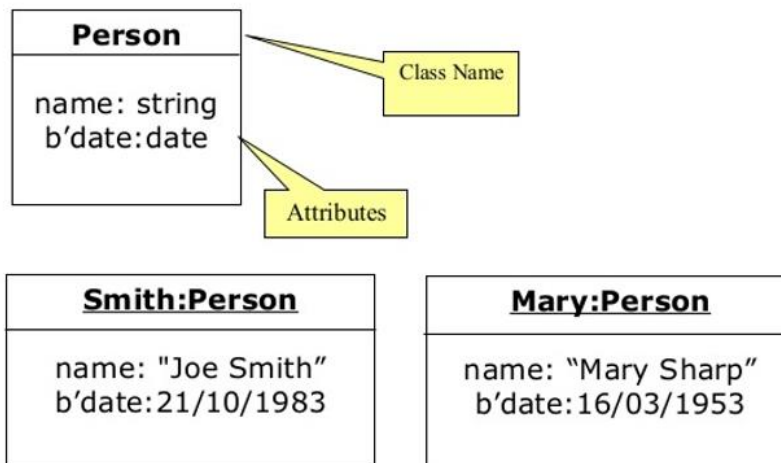 Person
Class Name
name: string
b’date:date
Attributes
Smith:Person
name: "Joe Smith”
b’date:21/10/1983
Mary:Person
name: “Mary Sharp”
b’date:16/03/1953